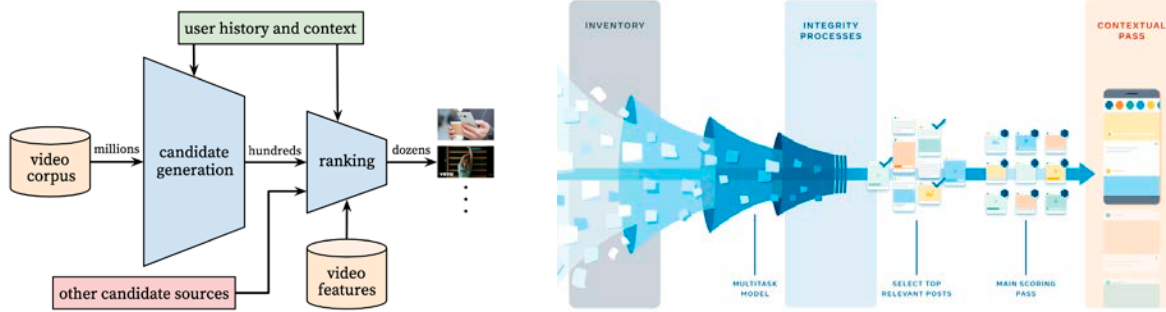 user history and context
video
corpus
millions
candidate
generation
hundreds
ranking
dozens
other candidate sources
video
features
INVENTORY
INTEGRITY
PROCESSES
CONTEXTUAL
PASS
MULTITASK
MODEL
SELECT TOP
RELEVANT POSTS
MAIN SCORING
PASS